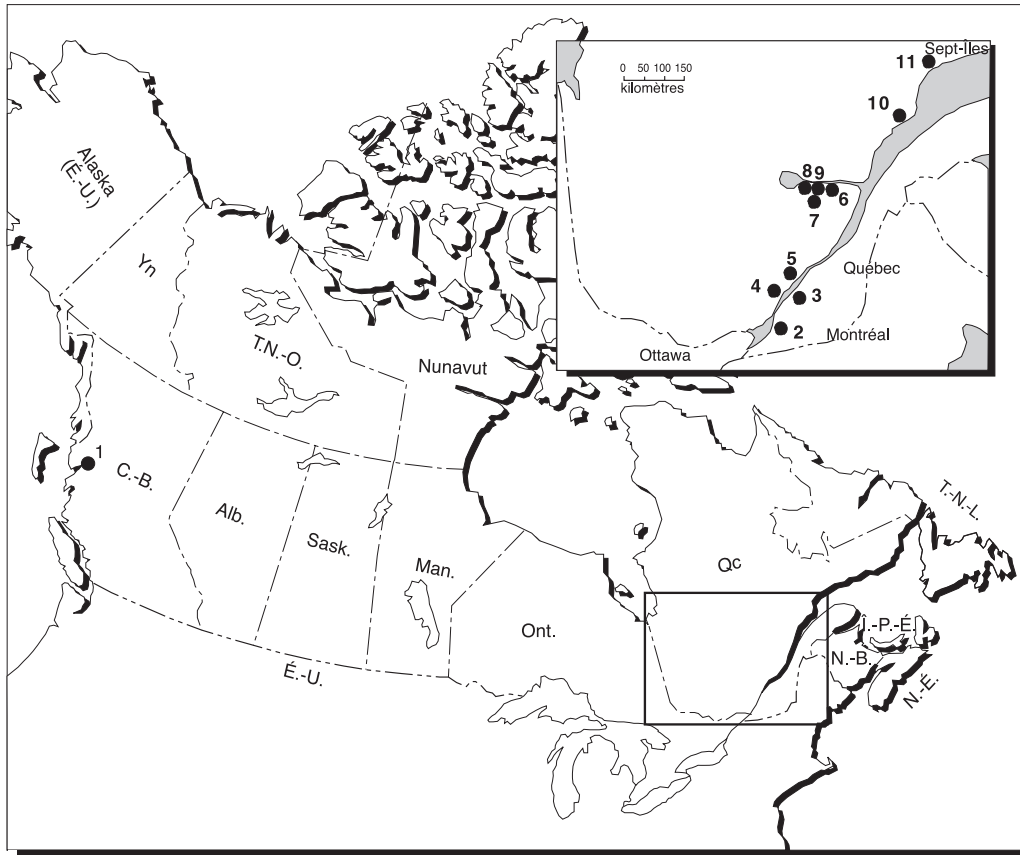 Sept-Îles
11
0 50 100 150
kilomètres
10
8 9
6
7
5
Québec
4
3
2
Montréal
Ottawa
Alaska
(É.-U.)
Yn
T.N.-O.
Nunavut
1
C.-B.
Alb.
Sask.
Man.
Ont.
Qc
T.-N.-L.
Î.-P.-É.
N.-B.
N.-É.
É.-U.